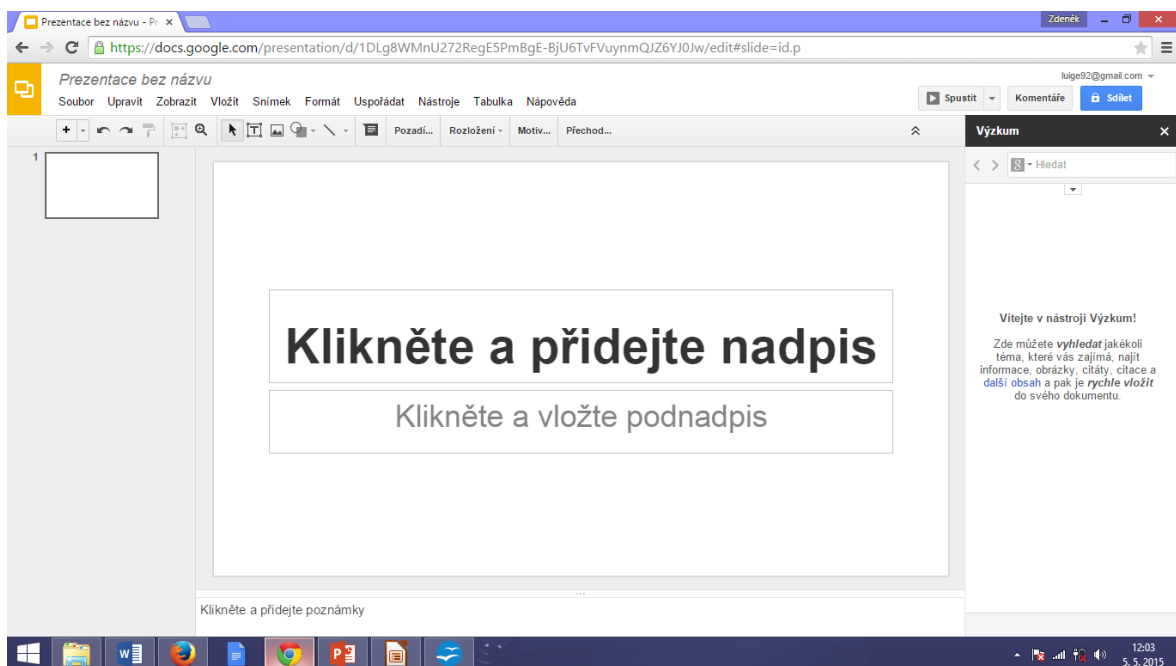 Prezentace bez názvu - Pr
Zdeněk
https://docs.google.com/presentation/d/1DLg8WMnU272RegE5PmBgE-BjU6TvFVuynmQJZ6YJ0Jw/edit#slide=id.p
Prezentace bez názvu
luige92@gmail.com
Soubor Upravit Zobrazit Vložit Snímek Formát Uspořádat Nástroje Tabulka Nápověda
Spustit
Komentáře
Sdílet
Pozadí... Rozložení Motiv... Přechod...
Výzkum
1
Hledat
Klikněte a přidejte nadpis
Klikněte a vložte podnadpis
Vítejte v nástroji Výzkum!
Zde můžete vyhledat jakékoli
téma, které vás zajímá, najít
informace, obrázky, citáty, citace a
další obsah a pak je rychle vložit
do svého dokumentu.
Klikněte a přidejte poznámky
12:03
5. 5. 2015